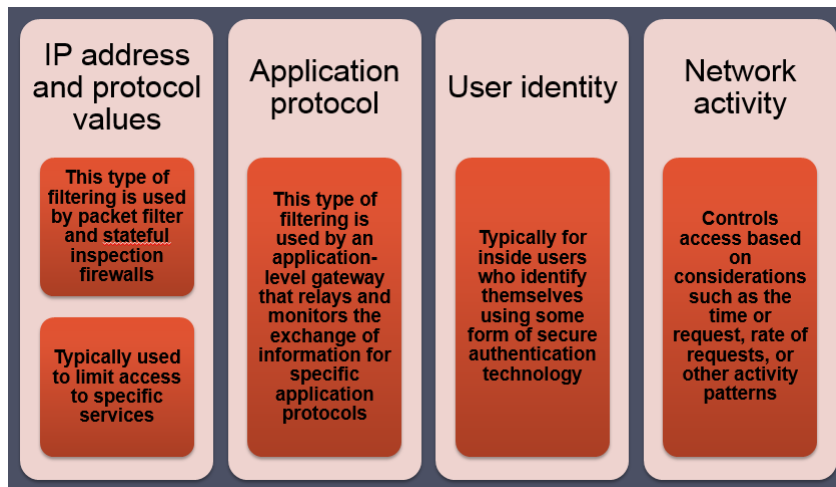 IP address
and protocol
values
This type of
filtering is used
by packet filter
and stateful
inspection
firewalls
Typically used
to limit access
to specific
services
Application
protocol
This type of
filtering is
used by an
application-
level gateway
that relays and
monitors the
exchange of
information for
specific
application
protocols
User identity
Typically for
inside users
who identify
themselves
using some
form of secure
authentication
technology
Network
activity
Controls
access based
on
considerations
such as the
time or
request, rate of
requests, or
other activity
patterns